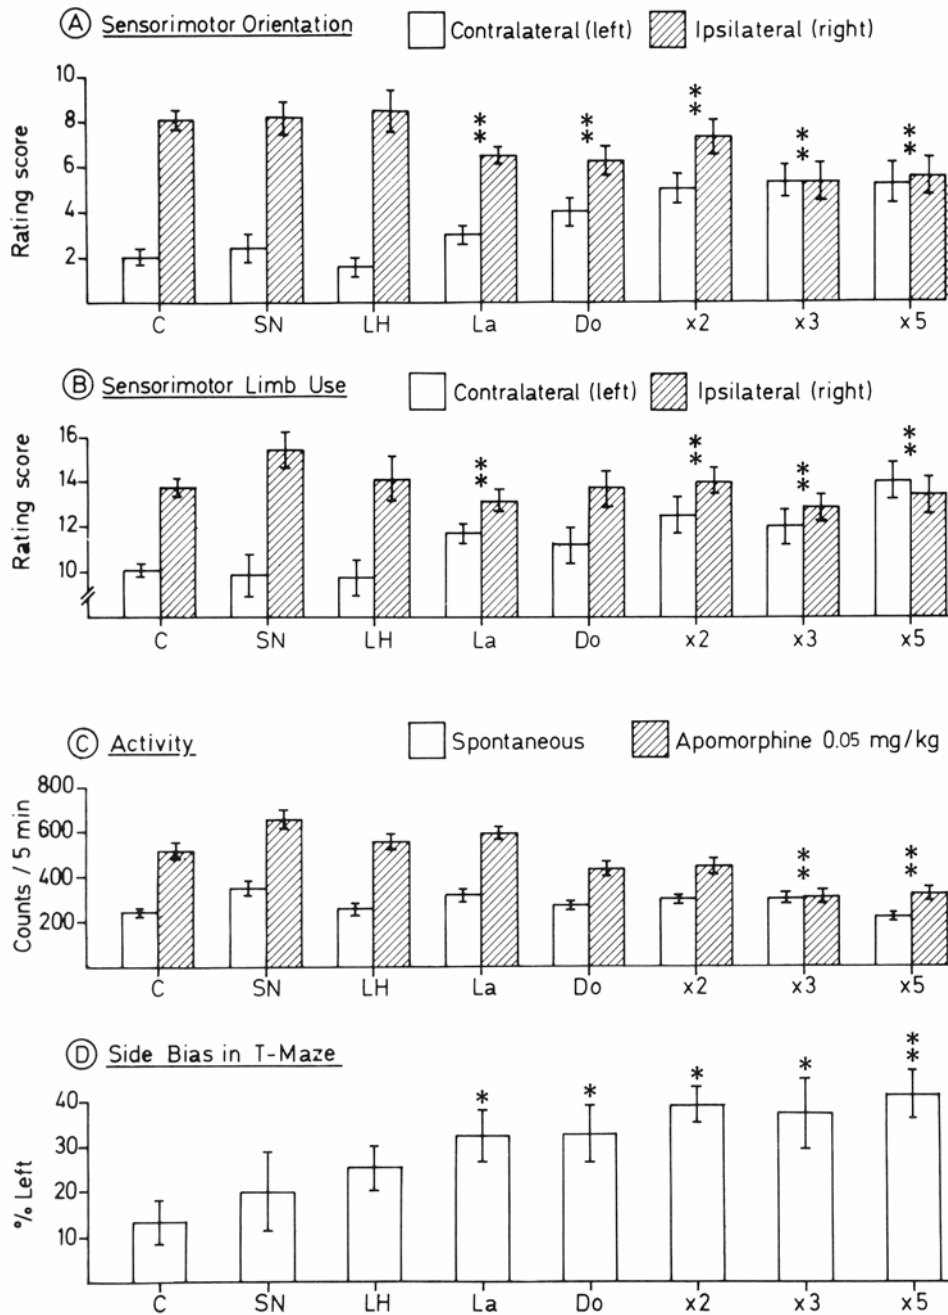 A Sensorimotor Orientation Contralateral (left) Ipsilateral (right)
10
8
6
4
2
Rating score
** ** ** ** **
C SN LH La Do x2 x3 x5
B Sensorimotor Limb Use Contralateral (left) Ipsilateral (right)
16
14
12
10
Rating score
** ** ** **
C SN LH La Do x2 x3 x5
C Activity Spontaneous Apomorphine 0.05 mg/kg
800
600
400
200
Counts / 5 min
** **
C SN LH La Do x2 x3 x5
D Side Bias in T-Maze
40
30
20
10
% Left
* * * * **
C SN LH La Do x2 x3 x5